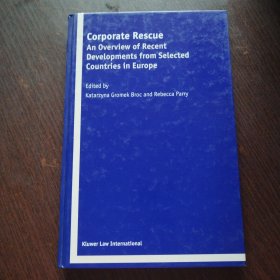 Corporate Rescue
An Overview of Recent
Developments from Selected
Countries in Europe
Edited by
Katarzyna Gromek Broc and Rebecca Parry
Kluwer Law International